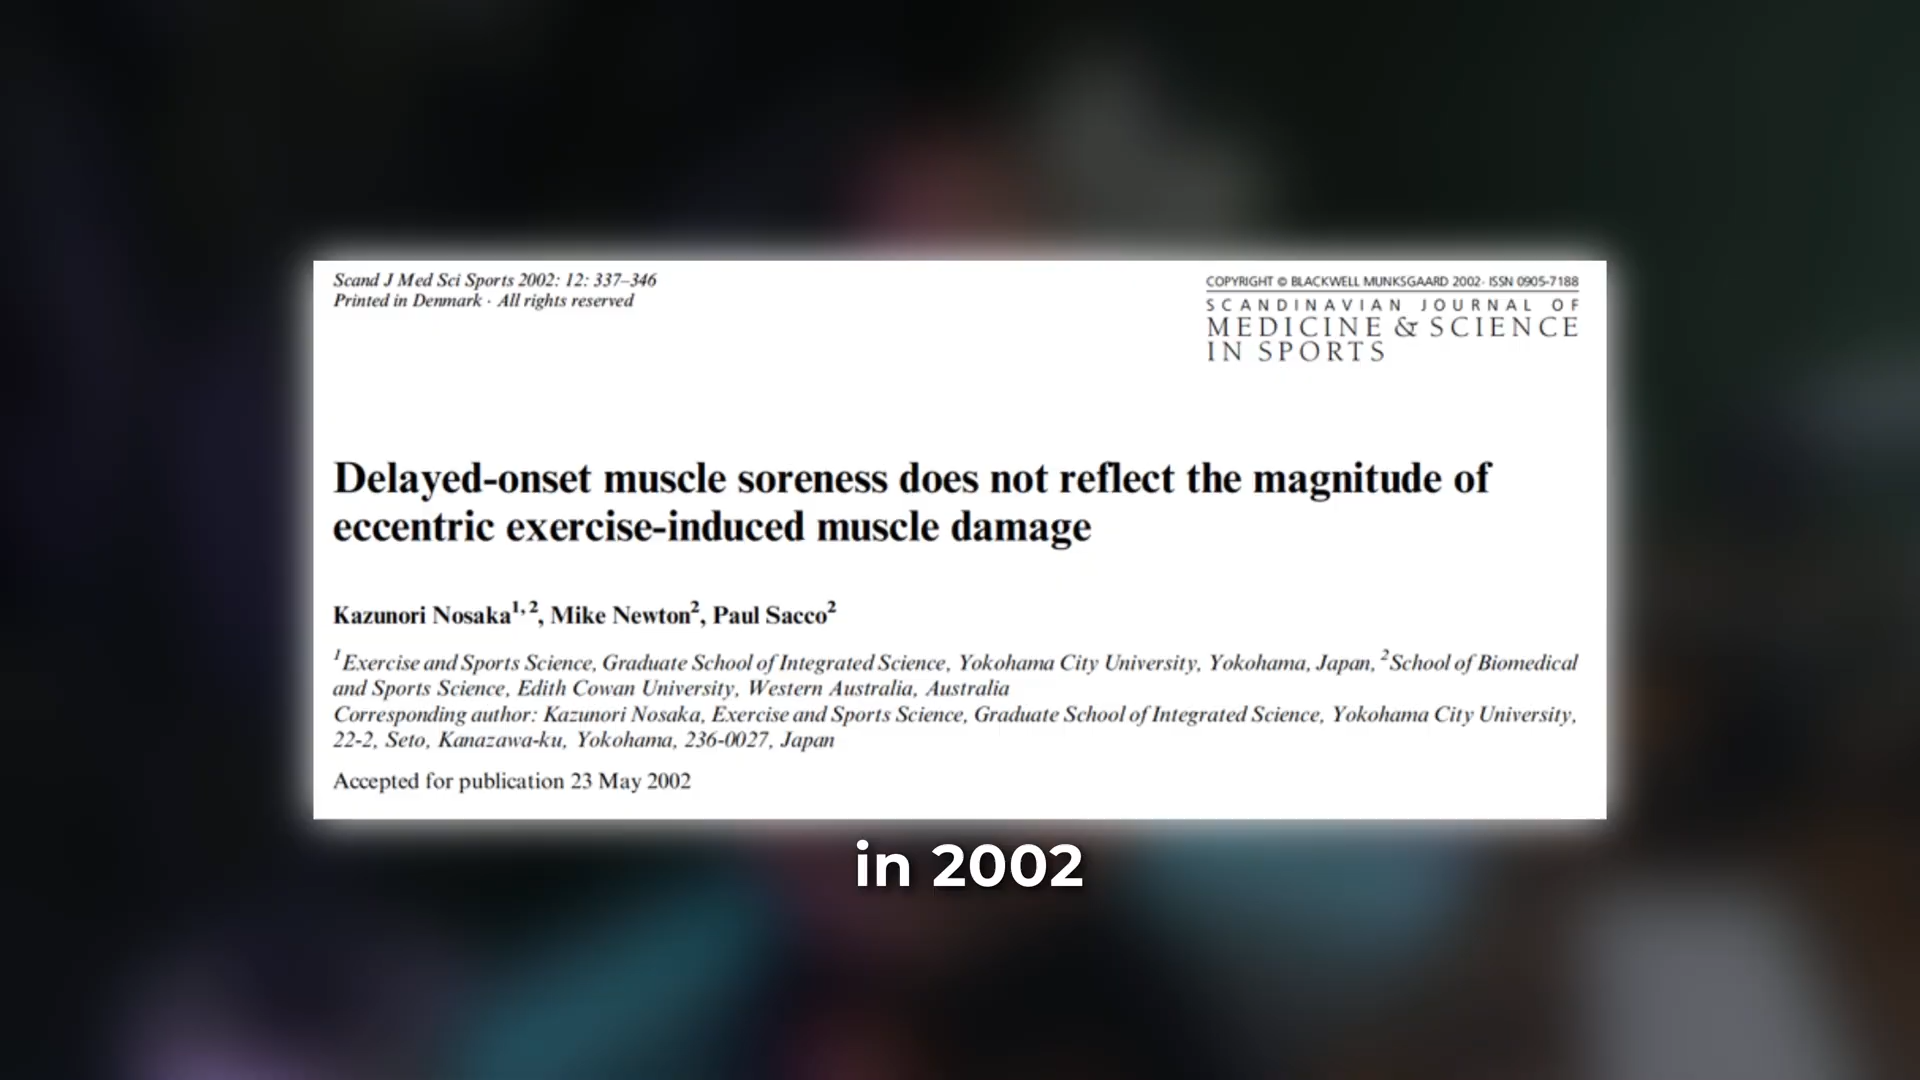 Scand J Med Sci Sports 2002: 12: 337–346
Printed in Denmark · All rights reserved
COPYRIGHT © BLACKWELL MUNKSGAARD 2002 · ISSN 0905-7188
SCANDINAVIAN JOURNAL OF
MEDICINE & SCIENCE
IN SPORTS
Delayed-onset muscle soreness does not reflect the magnitude of
eccentric exercise-induced muscle damage
Kazunori Nosaka1,2, Mike Newton2, Paul Sacco2
1Exercise and Sports Science, Graduate School of Integrated Science, Yokohama City University, Yokohama, Japan, 2School of Biomedical
and Sports Science, Edith Cowan University, Western Australia, Australia
Corresponding author: Kazunori Nosaka, Exercise and Sports Science, Graduate School of Integrated Science, Yokohama City University,
22-2, Seto, Kanazawa-ku, Yokohama, 236-0027, Japan
Accepted for publication 23 May 2002
in 2002